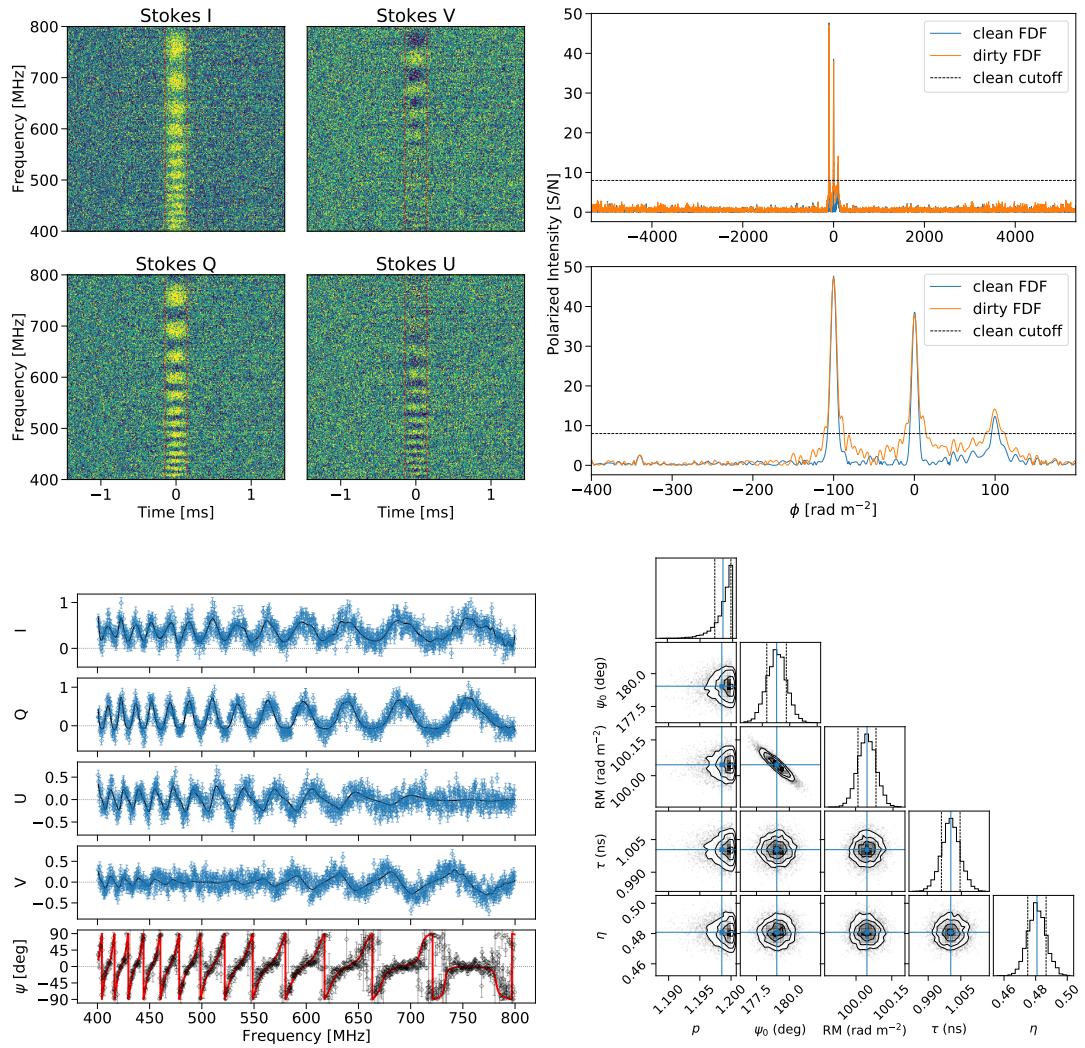 Stokes I
Stokes V
Frequency [MHz]
800
700
600
500
400
Stokes Q
Stokes U
Frequency [MHz]
800
700
600
500
400
−1
0
1
−1
0
1
Time [ms]
Time [ms]
Polarized Intensity [S/N]
50
40
30
20
10
0
clean FDF
dirty FDF
clean cutoff
−4000
−2000
0
2000
4000
50
40
30
20
10
0
clean FDF
dirty FDF
clean cutoff
−400
−300
−200
−100
0
100
ϕ [rad m⁻²]
I
1
0
Q
1
0
U
0.5
0.0
−0.5
V
0.5
0.0
−0.5
ψ [deg]
90
45
0
−45
−90
400
450
500
550
600
650
700
750
800
Frequency [MHz]
ψ₀ (deg)
180.0
177.5
RM (rad m⁻²)
100.15
100.00
τ (ns)
1.005
0.990
η
0.50
0.48
0.46
1.190
1.195
1.200
177.5
180.0
100.00
100.15
0.990
1.005
0.46
0.48
0.50
p
ψ₀ (deg)
RM (rad m⁻²)
τ (ns)
η